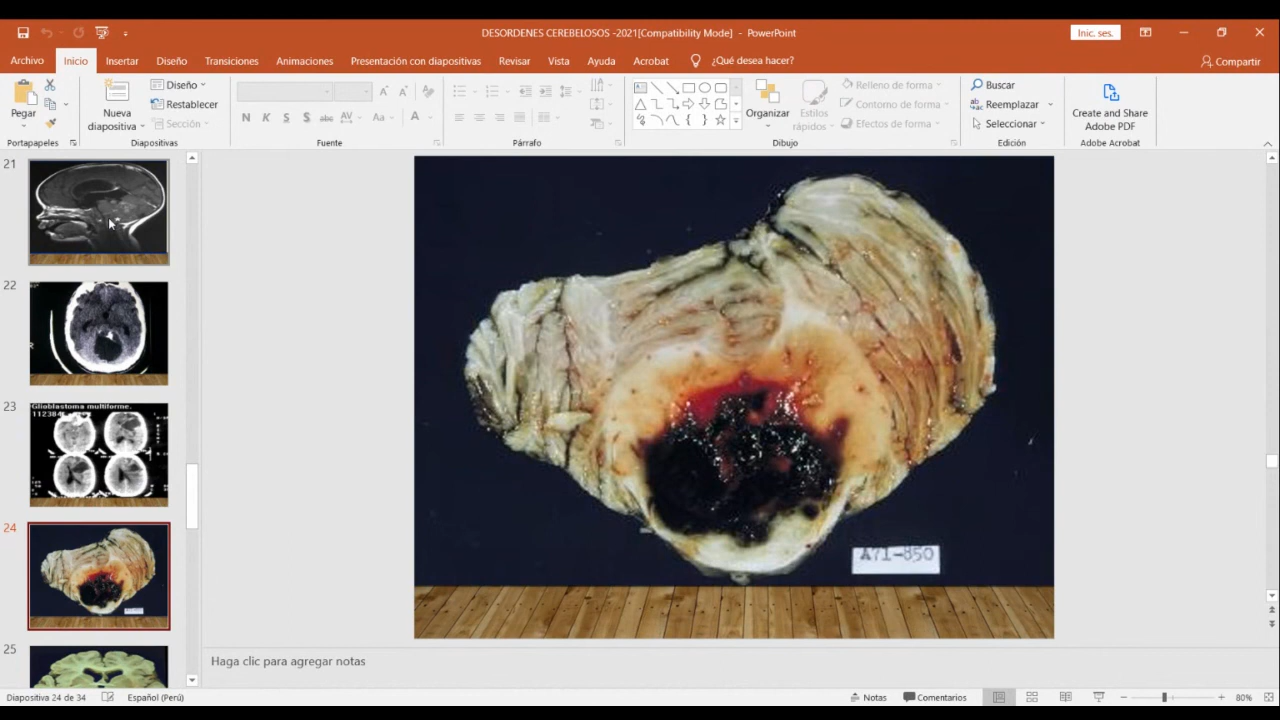 DESORDENES CEREBELOSOS -2021[Compatibility Mode] - PowerPoint
Inic. ses.
Archivo Inicio Insertar Diseño Transiciones Animaciones Presentación con diapositivas Revisar Vista Ayuda Acrobat ¿Qué desea hacer? Compartir
Pegar
Nueva diapositiva
Diseño
Restablecer
Sección
N K S S abc AV Aa A
Organizar
Estilos rápidos
Relleno de forma
Contorno de forma
Efectos de forma
Buscar
Reemplazar
Seleccionar
Create and Share
Adobe PDF
Portapapeles Diapositivas Fuente Párrafo Dibujo Edición Adobe Acrobat
21
22
23
Glioblastoma multiforme.
112384
24
25
A71-850
Haga clic para agregar notas
Diapositiva 24 de 34 Español (Perú) Notas Comentarios 80%